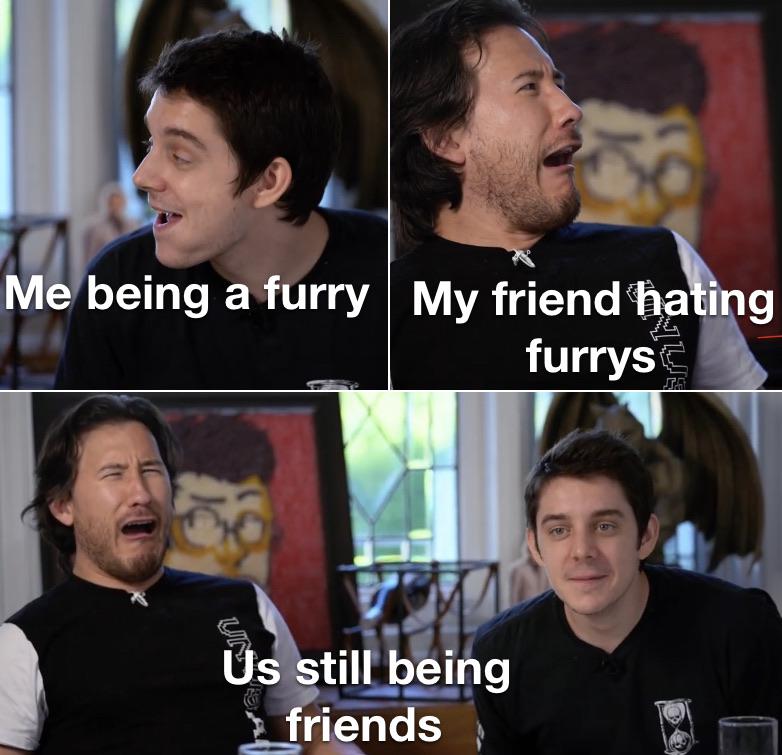 Me being a furry
My friend hating
furrys
Us still being
friends